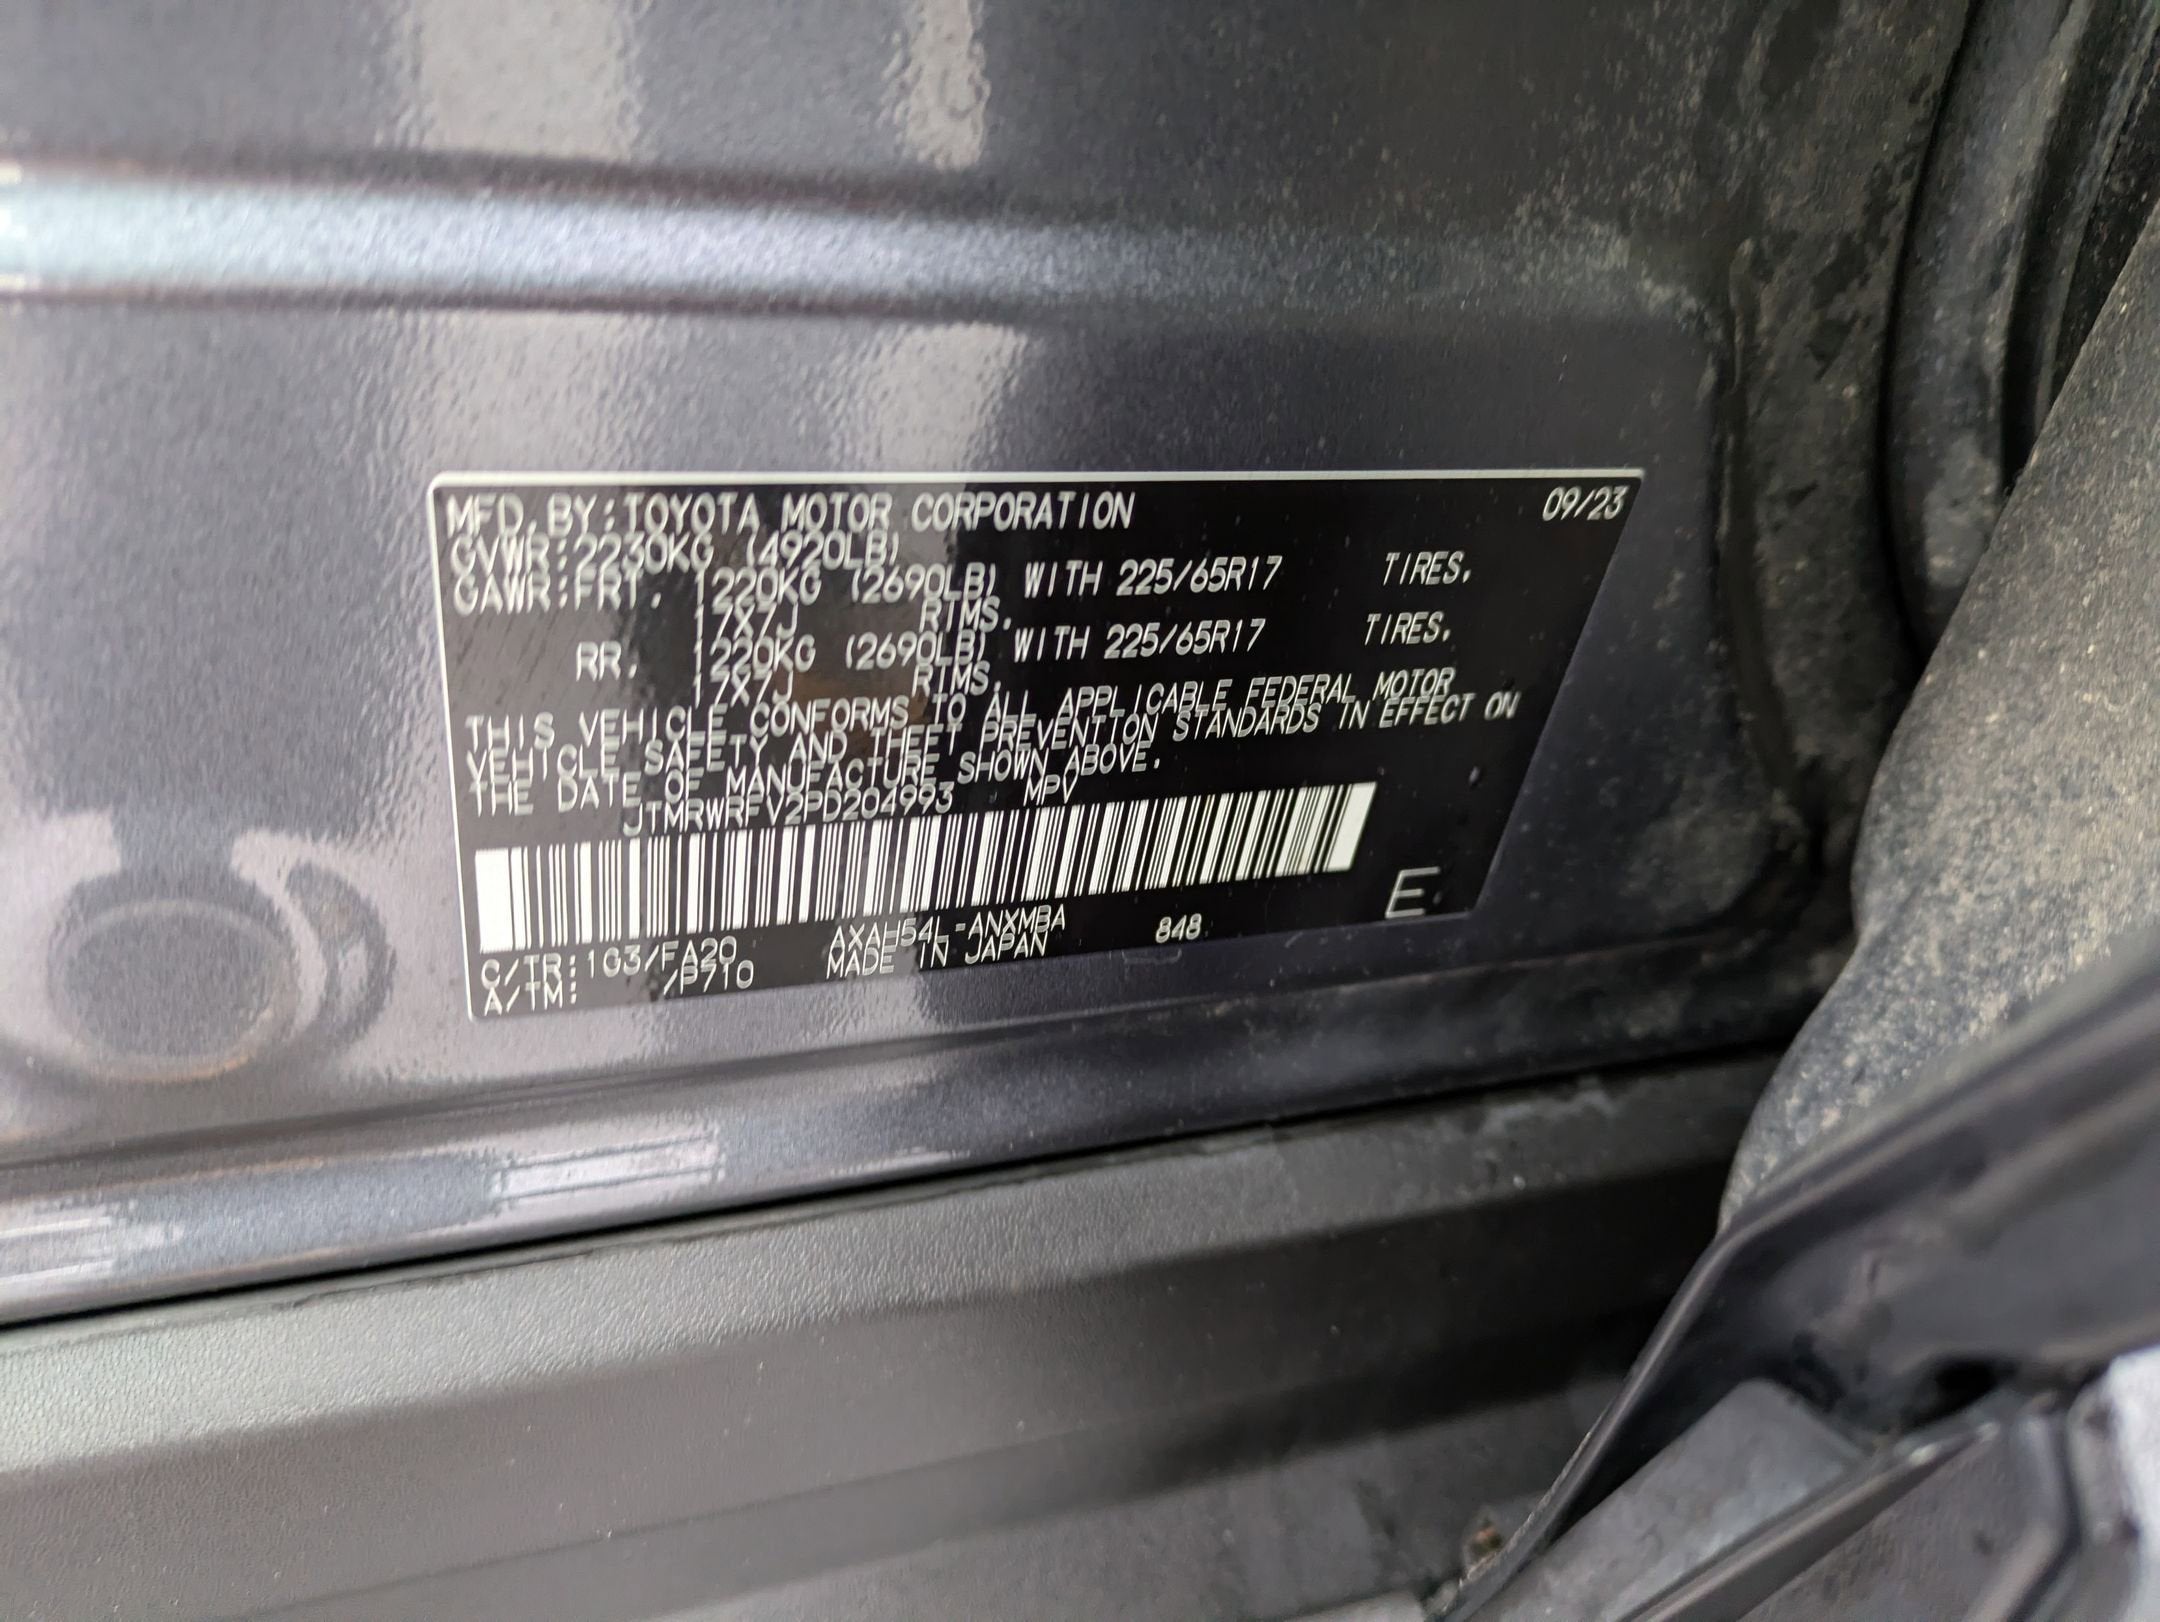 MFD.BY:TOYOTA MOTOR CORPORATION 09/23
GVWR:2230KG (4920LB)
GAWR:FRT. 1220KG (2690LB) WITH 225/65R17 TIRES,
17X7J RIMS.
RR. 1220KG (2690LB) WITH 225/65R17 TIRES,
17X7J RIMS.
THIS VEHICLE CONFORMS TO ALL APPLICABLE FEDERAL MOTOR
VEHICLE SAFETY AND THEFT PREVENTION STANDARDS IN EFFECT ON
THE DATE OF MANUFACTURE SHOWN ABOVE.
JTMRWRFV2PD204993 MPV
E
C/TR:1G3/FA20 AXAH54L-ANXMBA 848
A/TM: /P710 MADE IN JAPAN